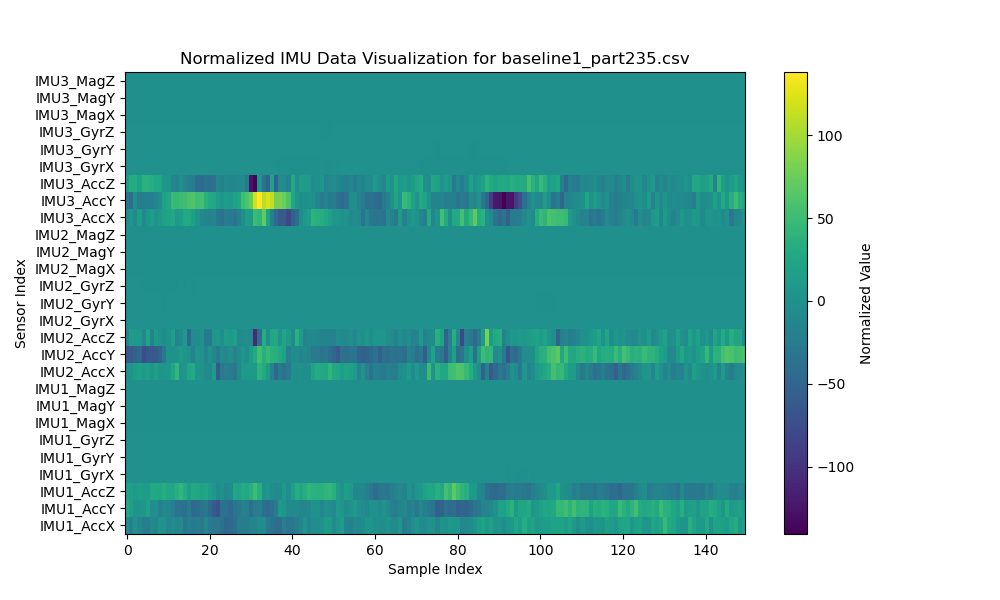 Normalized IMU Data Visualization for baseline1_part235.csv
IMU3_MagZ
IMU3_MagY
IMU3_MagX
IMU3_GyrZ
IMU3_GyrY
IMU3_GyrX
IMU3_AccZ
IMU3_AccY
IMU3_AccX
IMU2_MagZ
IMU2_MagY
IMU2_MagX
IMU2_GyrZ
IMU2_GyrY
IMU2_GyrX
IMU2_AccZ
IMU2_AccY
IMU2_AccX
IMU1_MagZ
IMU1_MagY
IMU1_MagX
IMU1_GyrZ
IMU1_GyrY
IMU1_GyrX
IMU1_AccZ
IMU1_AccY
IMU1_AccX
Sensor Index
0 20 40 60 80 100 120 140
Sample Index
100
50
0
−50
−100
Normalized Value